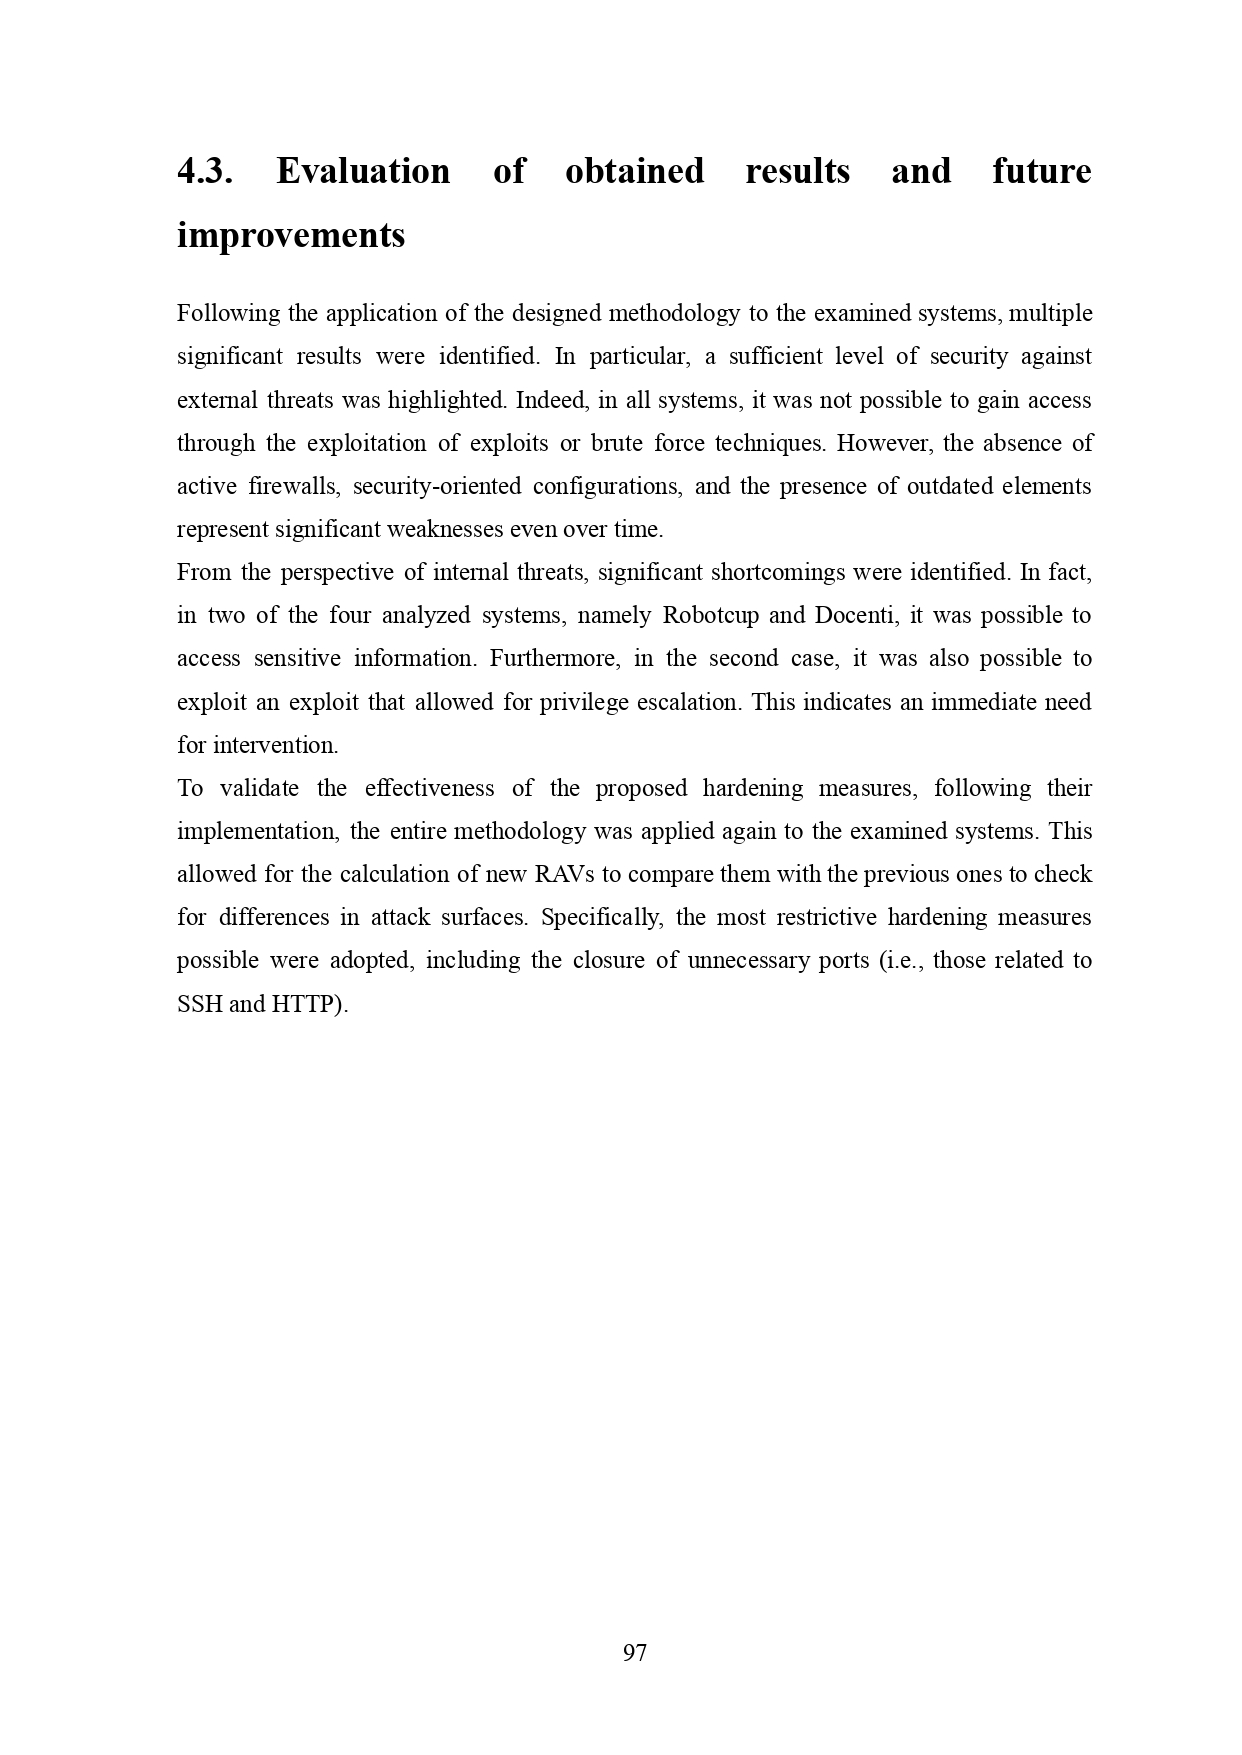 4.3. Evaluation of obtained results and future
improvements
Following the application of the designed methodology to the examined systems, multiple
significant results were identified. In particular, a sufficient level of security against
external threats was highlighted. Indeed, in all systems, it was not possible to gain access
through the exploitation of exploits or brute force techniques. However, the absence of
active firewalls, security-oriented configurations, and the presence of outdated elements
represent significant weaknesses even over time.
From the perspective of internal threats, significant shortcomings were identified. In fact,
in two of the four analyzed systems, namely Robotcup and Docenti, it was possible to
access sensitive information. Furthermore, in the second case, it was also possible to
exploit an exploit that allowed for privilege escalation. This indicates an immediate need
for intervention.
To validate the effectiveness of the proposed hardening measures, following their
implementation, the entire methodology was applied again to the examined systems. This
allowed for the calculation of new RAVs to compare them with the previous ones to check
for differences in attack surfaces. Specifically, the most restrictive hardening measures
possible were adopted, including the closure of unnecessary ports (i.e., those related to
SSH and HTTP).
97